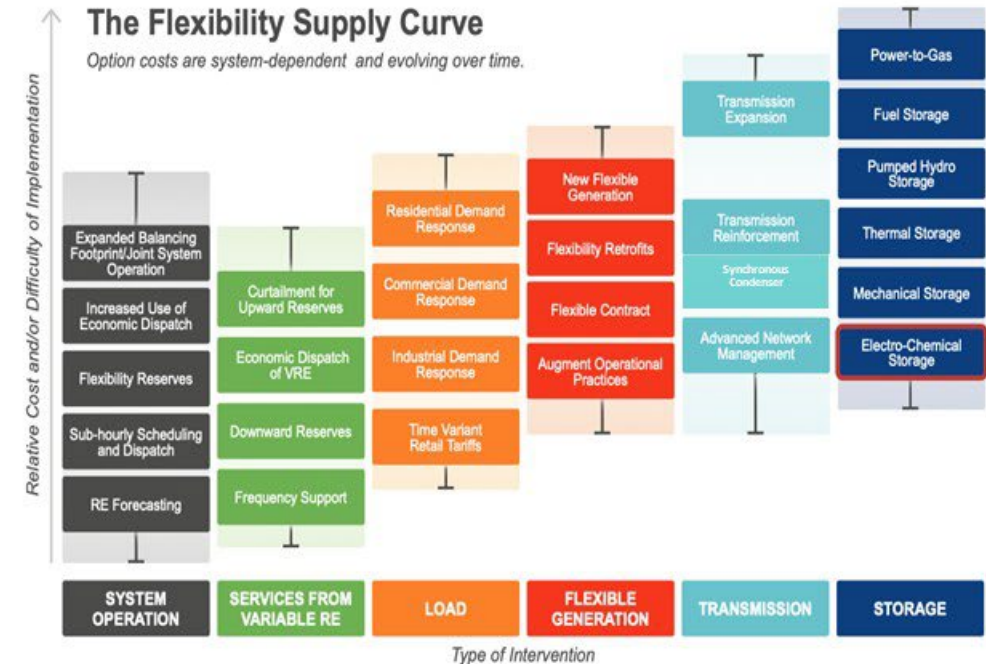 The Flexibility Supply Curve
Option costs are system-dependent and evolving over time.
Relative Cost and/or Difficulty of Implementation
Expanded Balancing
Footprint/Joint System
Operation
Increased Use of
Economic Dispatch
Flexibility Reserves
Sub-hourly Scheduling
and Dispatch
RE Forecasting
Curtailment for
Upward Reserves
Economic Dispatch
of VRE
Downward Reserves
Frequency Support
Residential Demand
Response
Commercial Demand
Response
Industrial Demand
Response
Time Variant
Retail Tariffs
New Flexible
Generation
Flexibility Retrofits
Flexible Contract
Augment Operational
Practices
Transmission
Expansion
Transmission
Reinforcement
Synchronous
Condenser
Advanced Network
Management
Power-to-Gas
Fuel Storage
Pumped Hydro
Storage
Thermal Storage
Mechanical Storage
Electro-Chemical
Storage
SYSTEM
OPERATION
SERVICES FROM
VARIABLE RE
LOAD
FLEXIBLE
GENERATION
TRANSMISSION
STORAGE
Type of Intervention